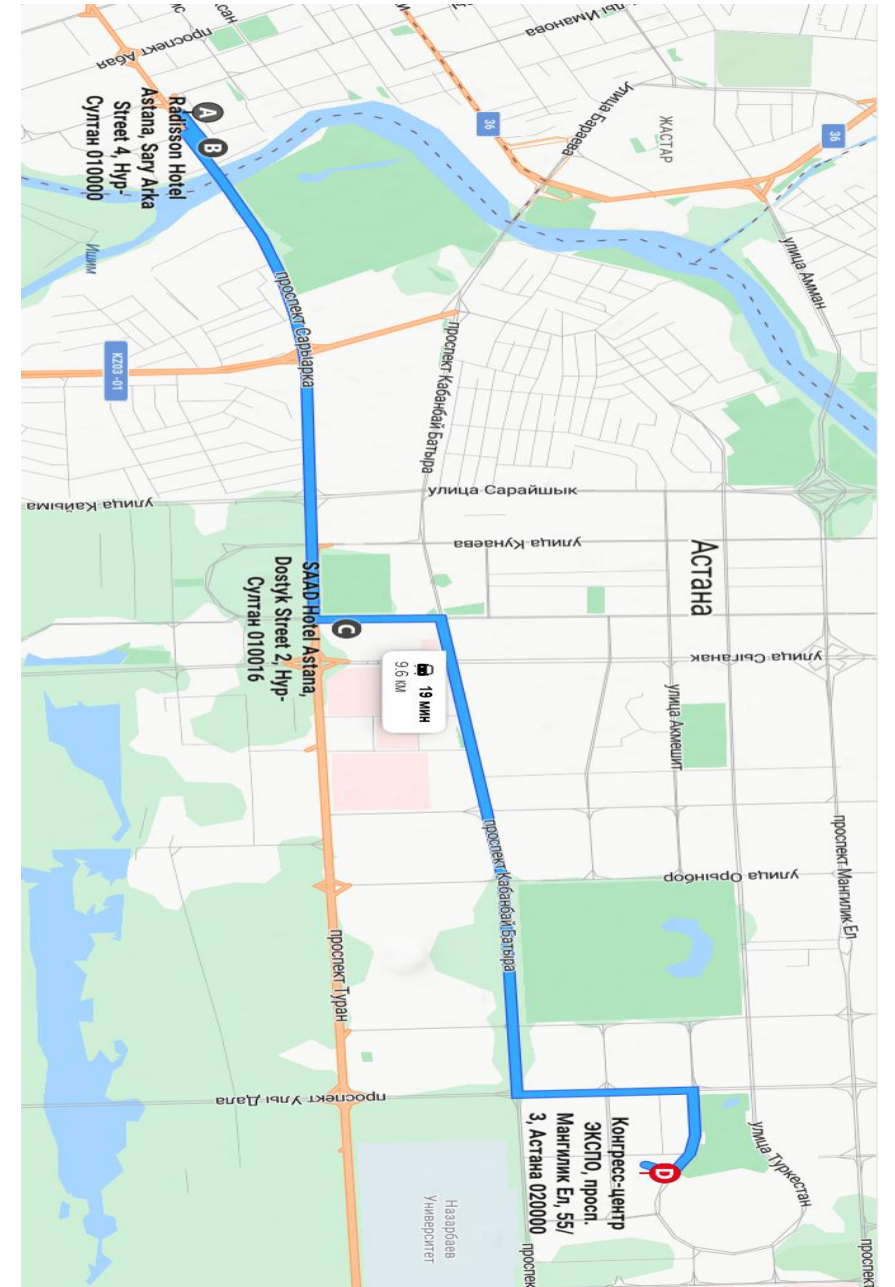 проспект Абая
улы Иманова
улица Бараева
ЖАСТАР
36
36
улица Амман
A
B
Radisson Hotel
Astana, Sary Arka
Street 4, Нур-
Султан 010000
Ишим
проспект Сарыарка
KZ03-01
проспект Кабанбай Батыра
улица Кайыма
улица Сарайшык
улица Кунаева
Астана
SAAD Hotel Astana,
Dostyk Street 2, Нур-
Султан 010016
C
19 мин
9.6 км
улица Сыганак
улица Акмешит
проспект Мангилик Ел
улица Орынбор
проспект Кабанбай Батыра
проспект Туран
проспект Улы Дала
улица Туркестан
Конгресс-центр
ЭКСПО, просп.
Мангилик Ел, 55/
3, Астана 020000
D
Назарбаев
Университет